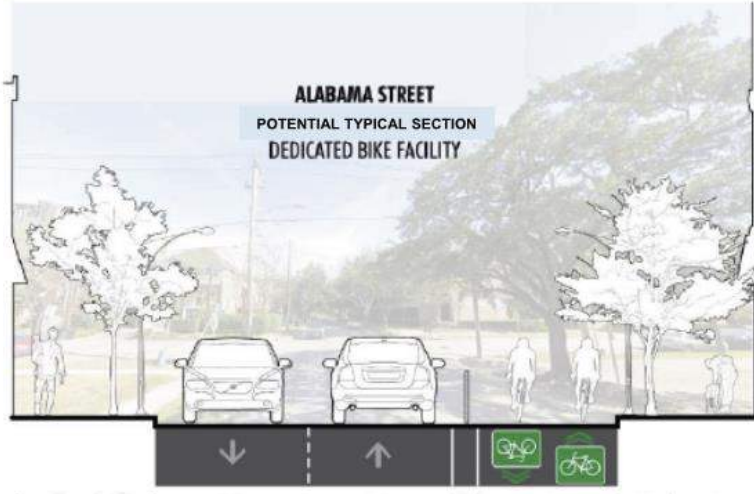 ALABAMA STREET
POTENTIAL TYPICAL SECTION
DEDICATED BIKE FACILITY